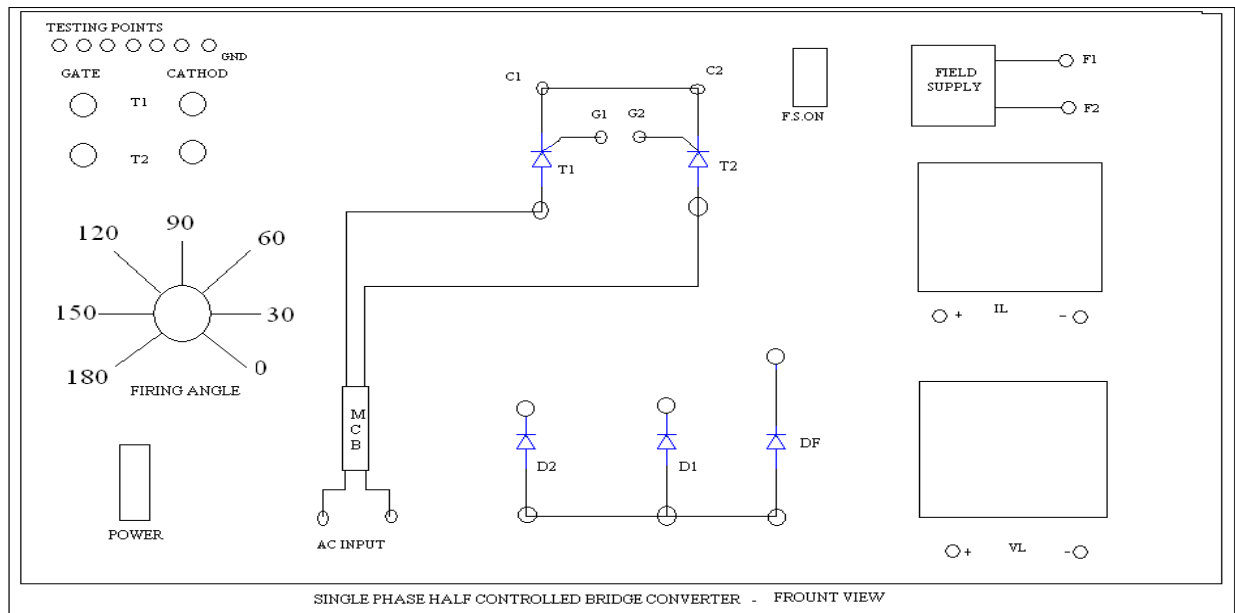 TESTING POINTS
GND
GATE
CATHOD
T1
T2
C1
C2
G1
G2
T1
T2
F.S.ON
FIELD
SUPPLY
F1
F2
90
120
60
150
30
180
0
FIRING ANGLE
+ IL -
M
C
B
D2
D1
DF
POWER
AC INPUT
+ VL -
SINGLE PHASE HALF CONTROLLED BRIDGE CONVERTER - FROUNT VIEW